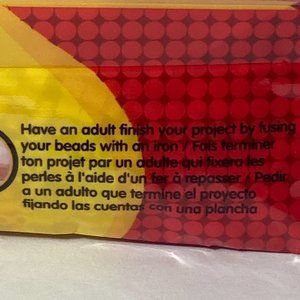 Have an adult finish your project by fusing
your beads with an iron / Fais terminer
ton projet par un adulte qui fixera les
perles à l'aide d'un fer à repasser / Pedir
a un adulto que termine el proyecto
fijando las cuentas con una plancha